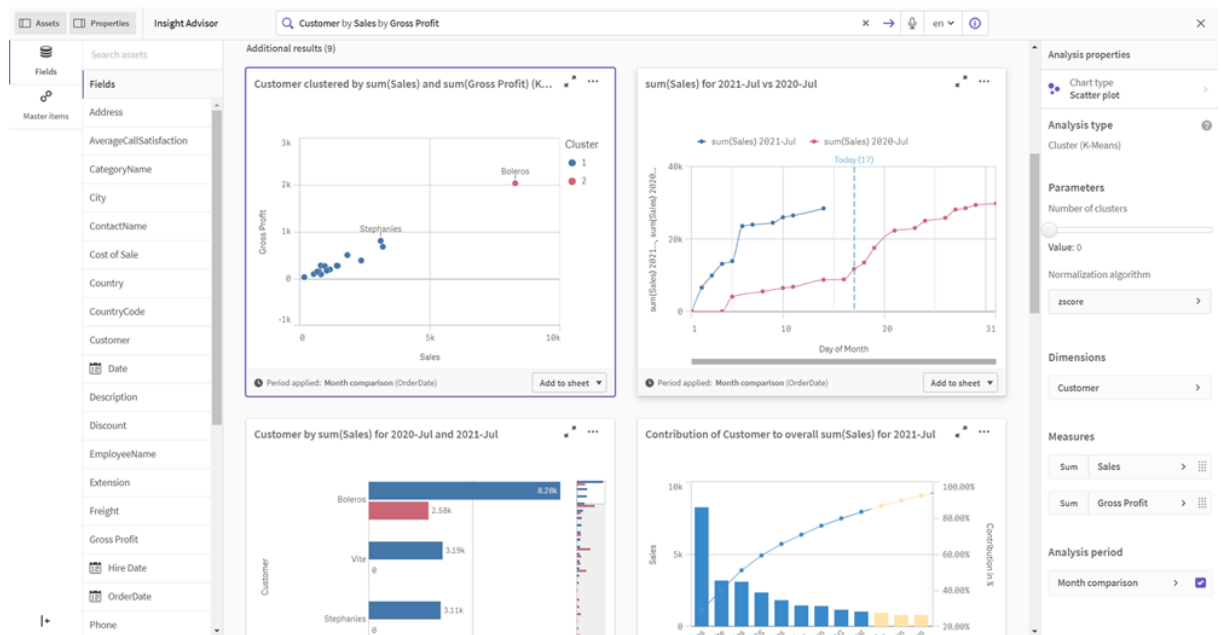 Assets
Properties
Insight Advisor
Customer by Sales by Gross Profit
en
Fields
Master items
Search assets
Fields
Address
AverageCallSatisfaction
CategoryName
City
ContactName
Cost of Sale
Country
CountryCode
Customer
Date
Description
Discount
EmployeeName
Extension
Freight
Gross Profit
Hire Date
OrderDate
Phone
Additional results (9)
Customer clustered by sum(Sales) and sum(Gross Profit) (K...
3k
2k
1k
0
-1k
Gross Profit
Boleros
Stephanies
Cluster
1
2
0
5k
10k
Sales
Period applied: Month comparison (OrderDate)
Add to sheet
sum(Sales) for 2021-Jul vs 2020-Jul
sum(Sales) 2021-Jul
sum(Sales) 2020-Jul
Today (17)
40k
20k
0
sum(Sales) 2021..., sum(Sales) 2020...
1
10
20
31
Day of Month
Period applied: Month comparison (OrderDate)
Add to sheet
Customer by sum(Sales) for 2020-Jul and 2021-Jul
Customer
Boleros
8.28k
2.58k
Vite
3.19k
0
Stephanies
3.11k
0
Contribution of Customer to overall sum(Sales) for 2021-Jul
10k
5k
Sales
100.00%
80.00%
60.00%
40.00%
20.00%
Contribution in %
Analysis properties
Chart type
Scatter plot
Analysis type
Cluster (K-Means)
Parameters
Number of clusters
Value: 0
Normalization algorithm
zscore
Dimensions
Customer
Measures
Sum
Sales
Sum
Gross Profit
Analysis period
Month comparison